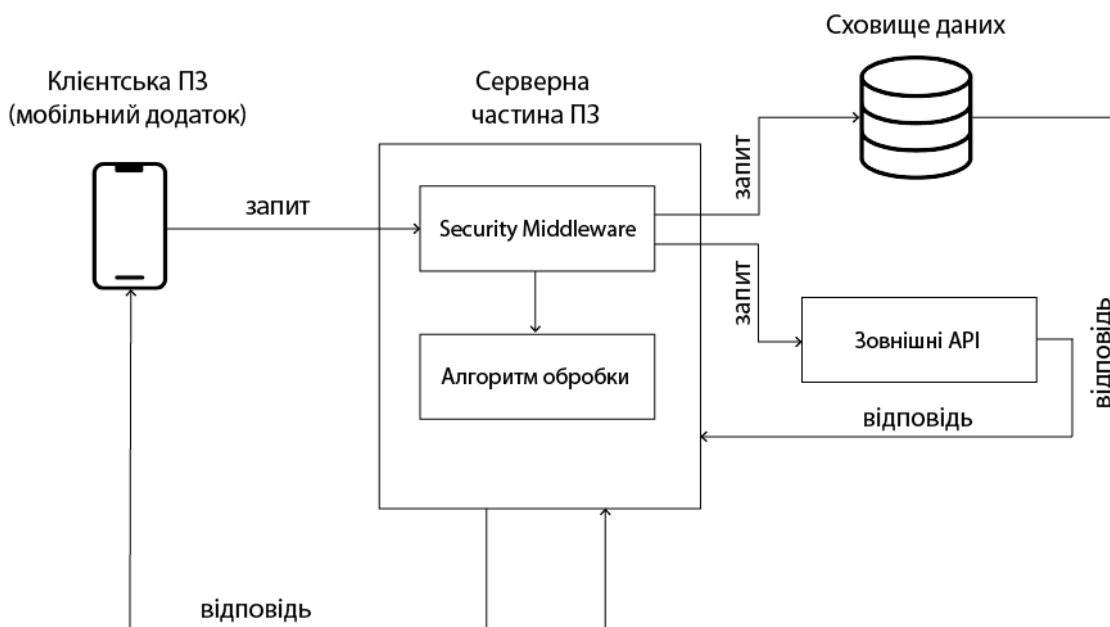 Сховище даних
Клієнтська ПЗ
(мобільний додаток)
Серверна
частина ПЗ
запит
запит
Security Middleware
запит
Зовнішні API
Алгоритм обробки
відповідь
відповідь
відповідь